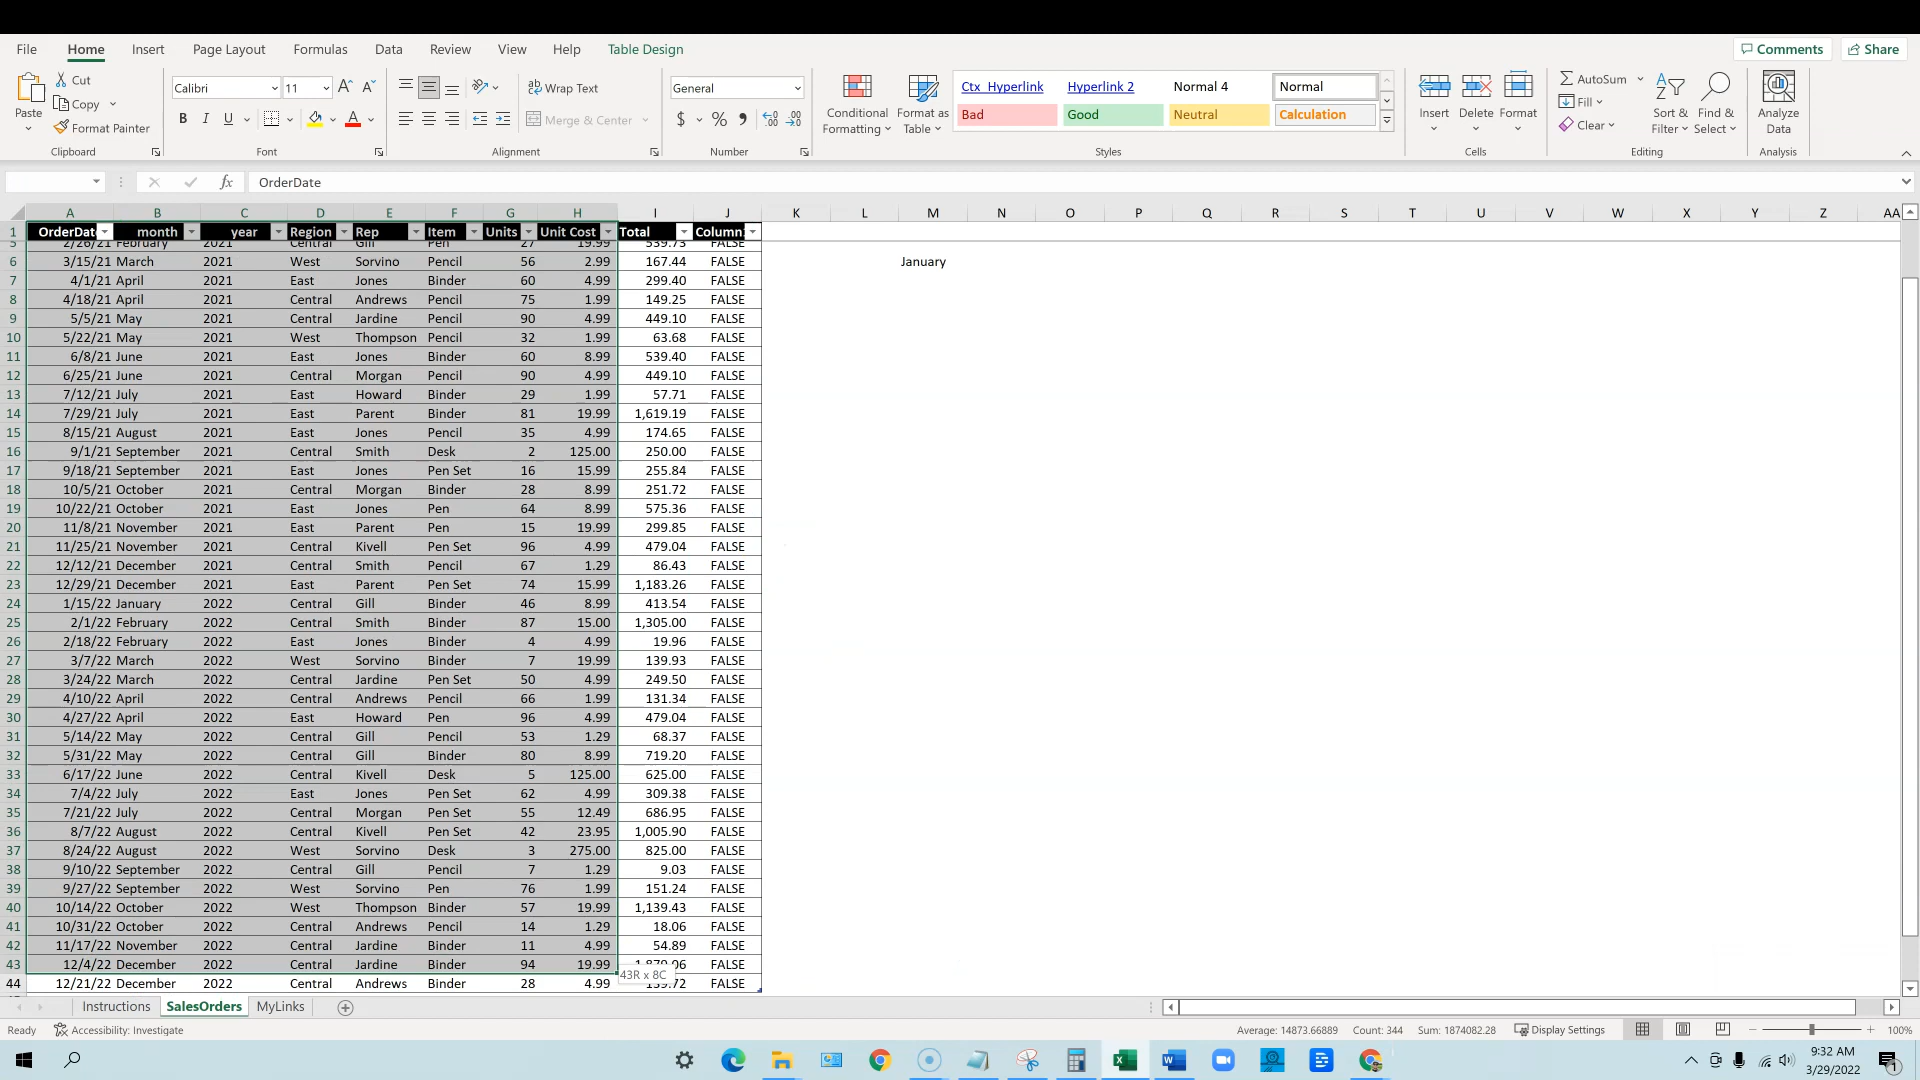 File Home Insert Page Layout Formulas Data Review View Help Table Design Comments Share
Cut
Copy
Format Painter
Paste
Calibri 11
B I U
Wrap Text
Merge & Center
General
$ % ,
Conditional Formatting
Format as Table
Ctx_Hyperlink Hyperlink 2 Normal 4 Normal
Bad Good Neutral Calculation
Insert Delete Format
AutoSum
Fill
Clear
Sort & Filter
Find & Select
Analyze Data
Clipboard Font Alignment Number Styles Cells Editing Analysis
fx OrderDate
A B C D E F G H I J K L M N O P Q R S T U V W X Y Z AA
1 OrderDat month year Region Rep Item Units Unit Cost Total Column
5 2/26/21 February 2021 Central Gill Pen 27 19.99 539.73 FALSE
6 3/15/21 March 2021 West Sorvino Pencil 56 2.99 167.44 FALSE January
7 4/1/21 April 2021 East Jones Binder 60 4.99 299.40 FALSE
8 4/18/21 April 2021 Central Andrews Pencil 75 1.99 149.25 FALSE
9 5/5/21 May 2021 Central Jardine Pencil 90 4.99 449.10 FALSE
10 5/22/21 May 2021 West Thompson Pencil 32 1.99 63.68 FALSE
11 6/8/21 June 2021 East Jones Binder 60 8.99 539.40 FALSE
12 6/25/21 June 2021 Central Morgan Pencil 90 4.99 449.10 FALSE
13 7/12/21 July 2021 East Howard Binder 29 1.99 57.71 FALSE
14 7/29/21 July 2021 East Parent Binder 81 19.99 1,619.19 FALSE
15 8/15/21 August 2021 East Jones Pencil 35 4.99 174.65 FALSE
16 9/1/21 September 2021 Central Smith Desk 2 125.00 250.00 FALSE
17 9/18/21 September 2021 East Jones Pen Set 16 15.99 255.84 FALSE
18 10/5/21 October 2021 Central Morgan Binder 28 8.99 251.72 FALSE
19 10/22/21 October 2021 East Jones Pen 64 8.99 575.36 FALSE
20 11/8/21 November 2021 East Parent Pen 15 19.99 299.85 FALSE
21 11/25/21 November 2021 Central Kivell Pen Set 96 4.99 479.04 FALSE
22 12/12/21 December 2021 Central Smith Pencil 67 1.29 86.43 FALSE
23 12/29/21 December 2021 East Parent Pen Set 74 15.99 1,183.26 FALSE
24 1/15/22 January 2022 Central Gill Binder 46 8.99 413.54 FALSE
25 2/1/22 February 2022 Central Smith Binder 87 15.00 1,305.00 FALSE
26 2/18/22 February 2022 East Jones Binder 4 4.99 19.96 FALSE
27 3/7/22 March 2022 West Sorvino Binder 7 19.99 139.93 FALSE
28 3/24/22 March 2022 Central Jardine Pen Set 50 4.99 249.50 FALSE
29 4/10/22 April 2022 Central Andrews Pencil 66 1.99 131.34 FALSE
30 4/27/22 April 2022 East Howard Pen 96 4.99 479.04 FALSE
31 5/14/22 May 2022 Central Gill Pencil 53 1.29 68.37 FALSE
32 5/31/22 May 2022 Central Gill Binder 80 8.99 719.20 FALSE
33 6/17/22 June 2022 Central Kivell Desk 5 125.00 625.00 FALSE
34 7/4/22 July 2022 East Jones Pen Set 62 4.99 309.38 FALSE
35 7/21/22 July 2022 Central Morgan Pen Set 55 12.49 686.95 FALSE
36 8/7/22 August 2022 Central Kivell Pen Set 42 23.95 1,005.90 FALSE
37 8/24/22 August 2022 West Sorvino Desk 3 275.00 825.00 FALSE
38 9/10/22 September 2022 Central Gill Pencil 7 1.29 9.03 FALSE
39 9/27/22 September 2022 West Sorvino Pen 76 1.99 151.24 FALSE
40 10/14/22 October 2022 West Thompson Binder 57 19.99 1,139.43 FALSE
41 10/31/22 October 2022 Central Andrews Pencil 14 1.29 18.06 FALSE
42 11/17/22 November 2022 Central Jardine Binder 11 4.99 54.89 FALSE
43 12/4/22 December 2022 Central Jardine Binder 94 19.99 FALSE
43R x 8C
44 12/21/22 December 2022 Central Andrews Binder 28 4.99 FALSE
Instructions SalesOrders MyLinks
Ready Accessibility: Investigate Average: 14873.66889 Count: 344 Sum: 1874082.28 Display Settings 100%
9:32 AM
3/29/2022
1